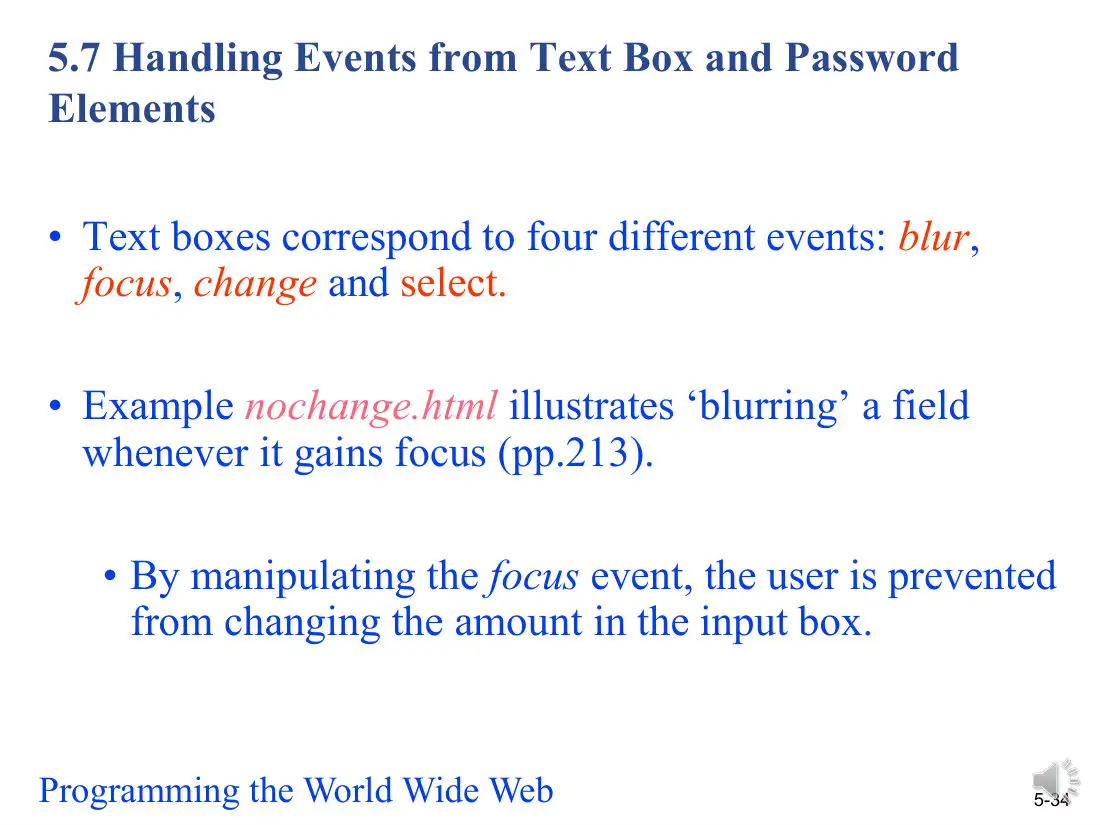 5.7 Handling Events from Text Box and Password
Elements
• Text boxes correspond to four different events: blur,
focus, change and select.
• Example nochange.html illustrates ‘blurring’ a field
whenever it gains focus (pp.213).
• By manipulating the focus event, the user is prevented
from changing the amount in the input box.
Programming the World Wide Web
5-34